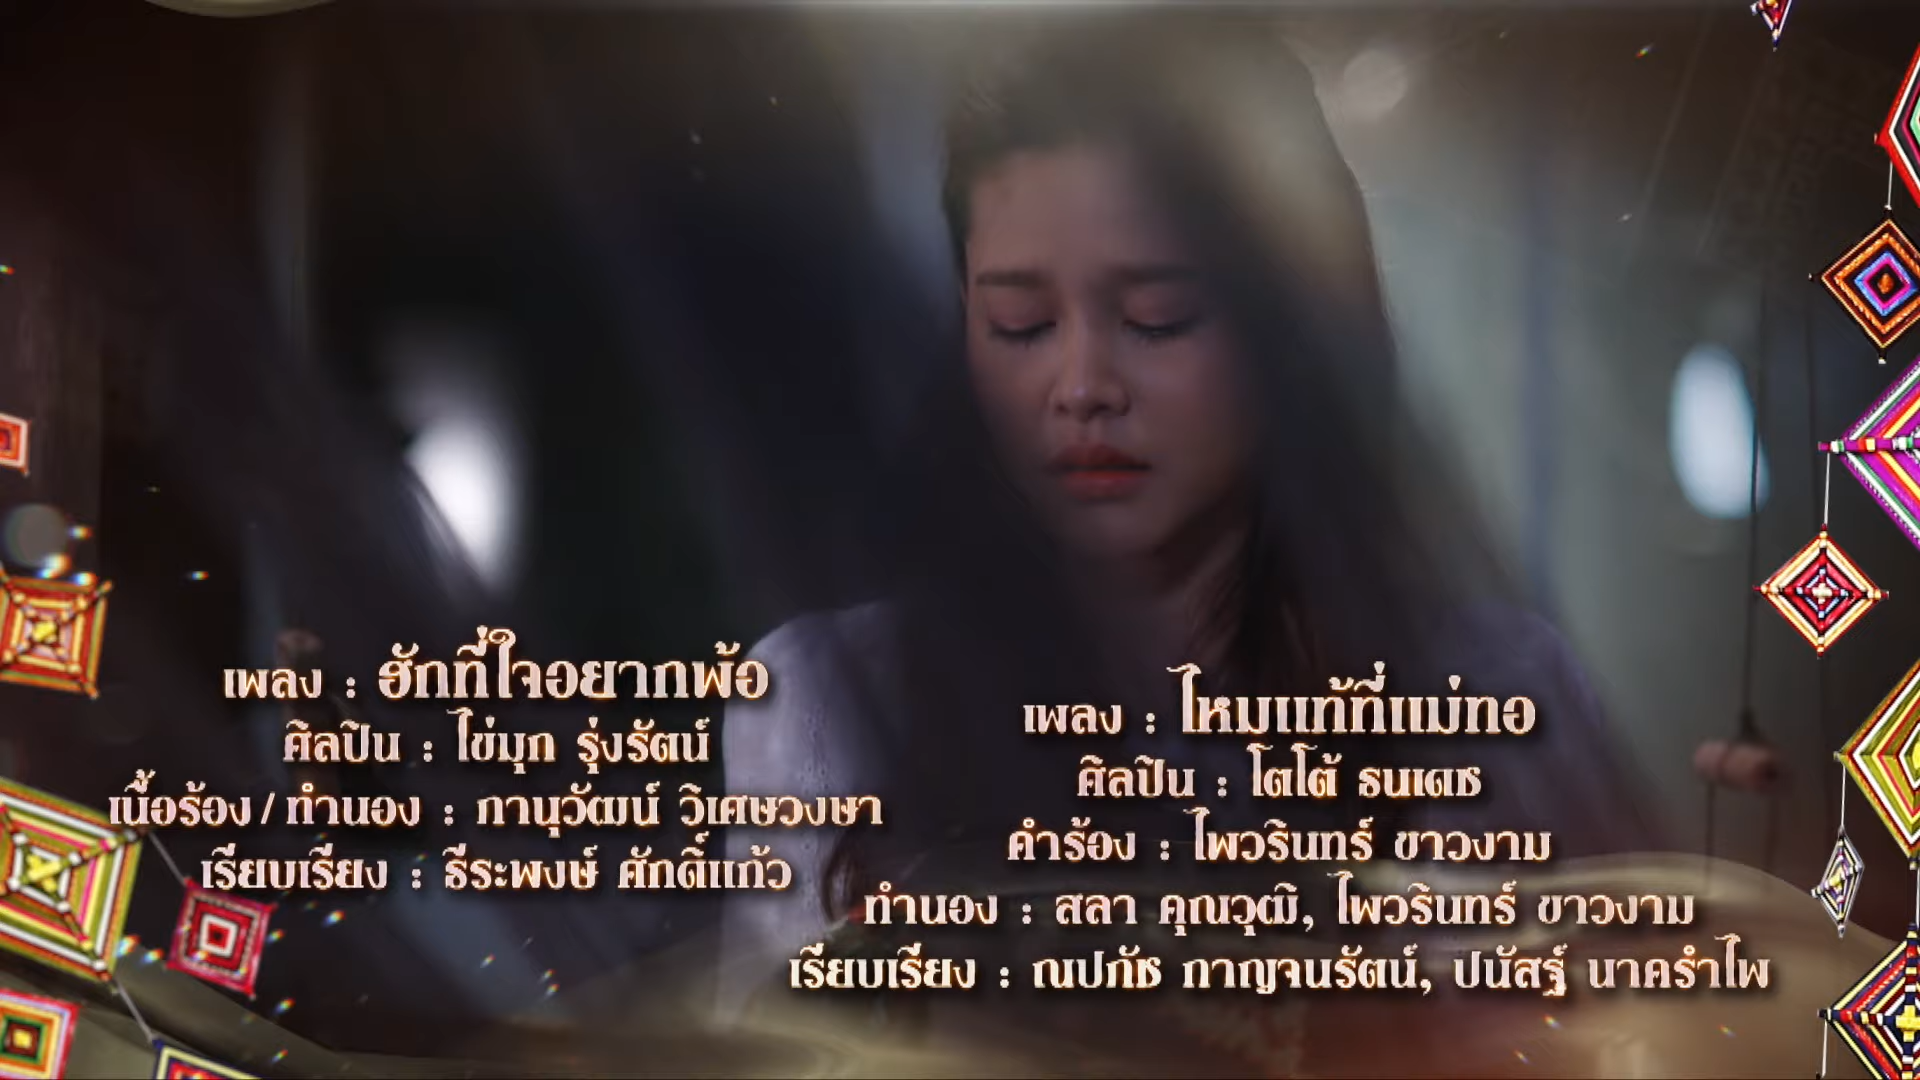 เพลง : ฮักที่ใจอยากพ้อ
ศิลปิน : ไข่มุก รุ่งรัตน์
เนื้อร้อง / ทำนอง : กานุวัฒน์ วิเศษวงษา
เรียบเรียง : ธีระพงษ์ ศักดิ์แก้ว
เพลง : ไหมแท้ที่แม่ทอ
ศิลปิน : โตโต้ ธนเดช
คำร้อง : ไพวรินทร์ ขาวงาม
ทำนอง : สลา คุณวุฒิ, ไพวรินทร์ ขาวงาม
เรียบเรียง : ณปภัช กาญจนรัตน์, ปนัสฐ์ นาครำไพ